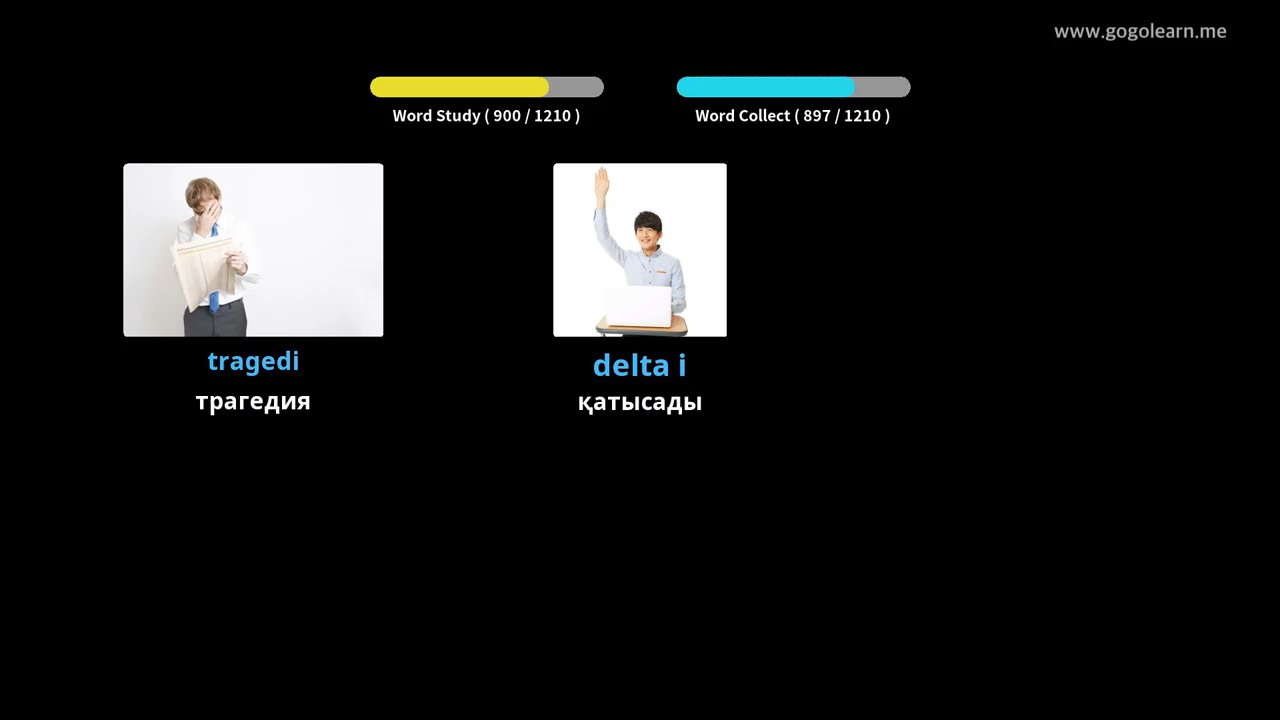 www.gogolearn.me
Word Study ( 900 / 1210 )
Word Collect ( 897 / 1210 )
tragedi
трагедия
delta i
қатысады